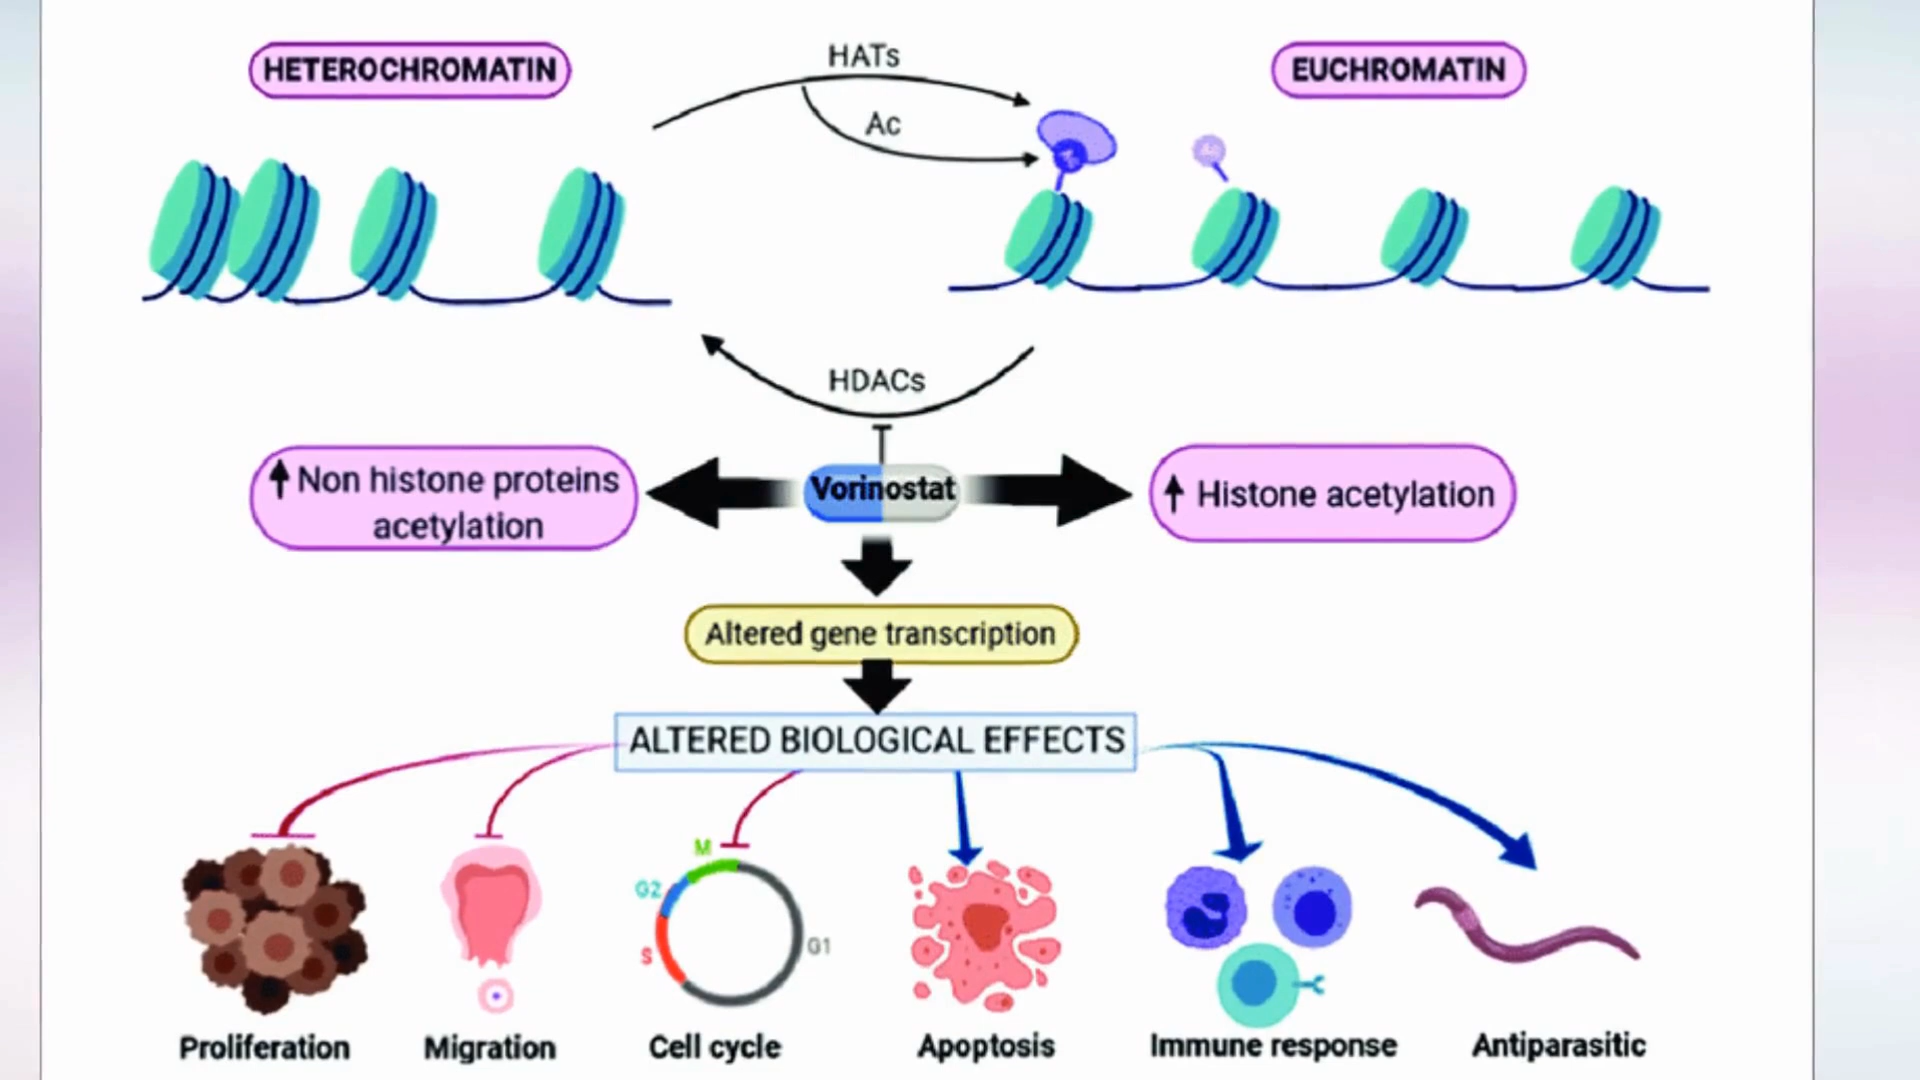 HETEROCHROMATIN
HATs
EUCHROMATIN
Ac
HDACs
Non histone proteins
acetylation
Vorinostat
Histone acetylation
Altered gene transcription
ALTERED BIOLOGICAL EFFECTS
M
G2
S
G1
Proliferation
Migration
Cell cycle
Apoptosis
Immune response
Antiparasitic